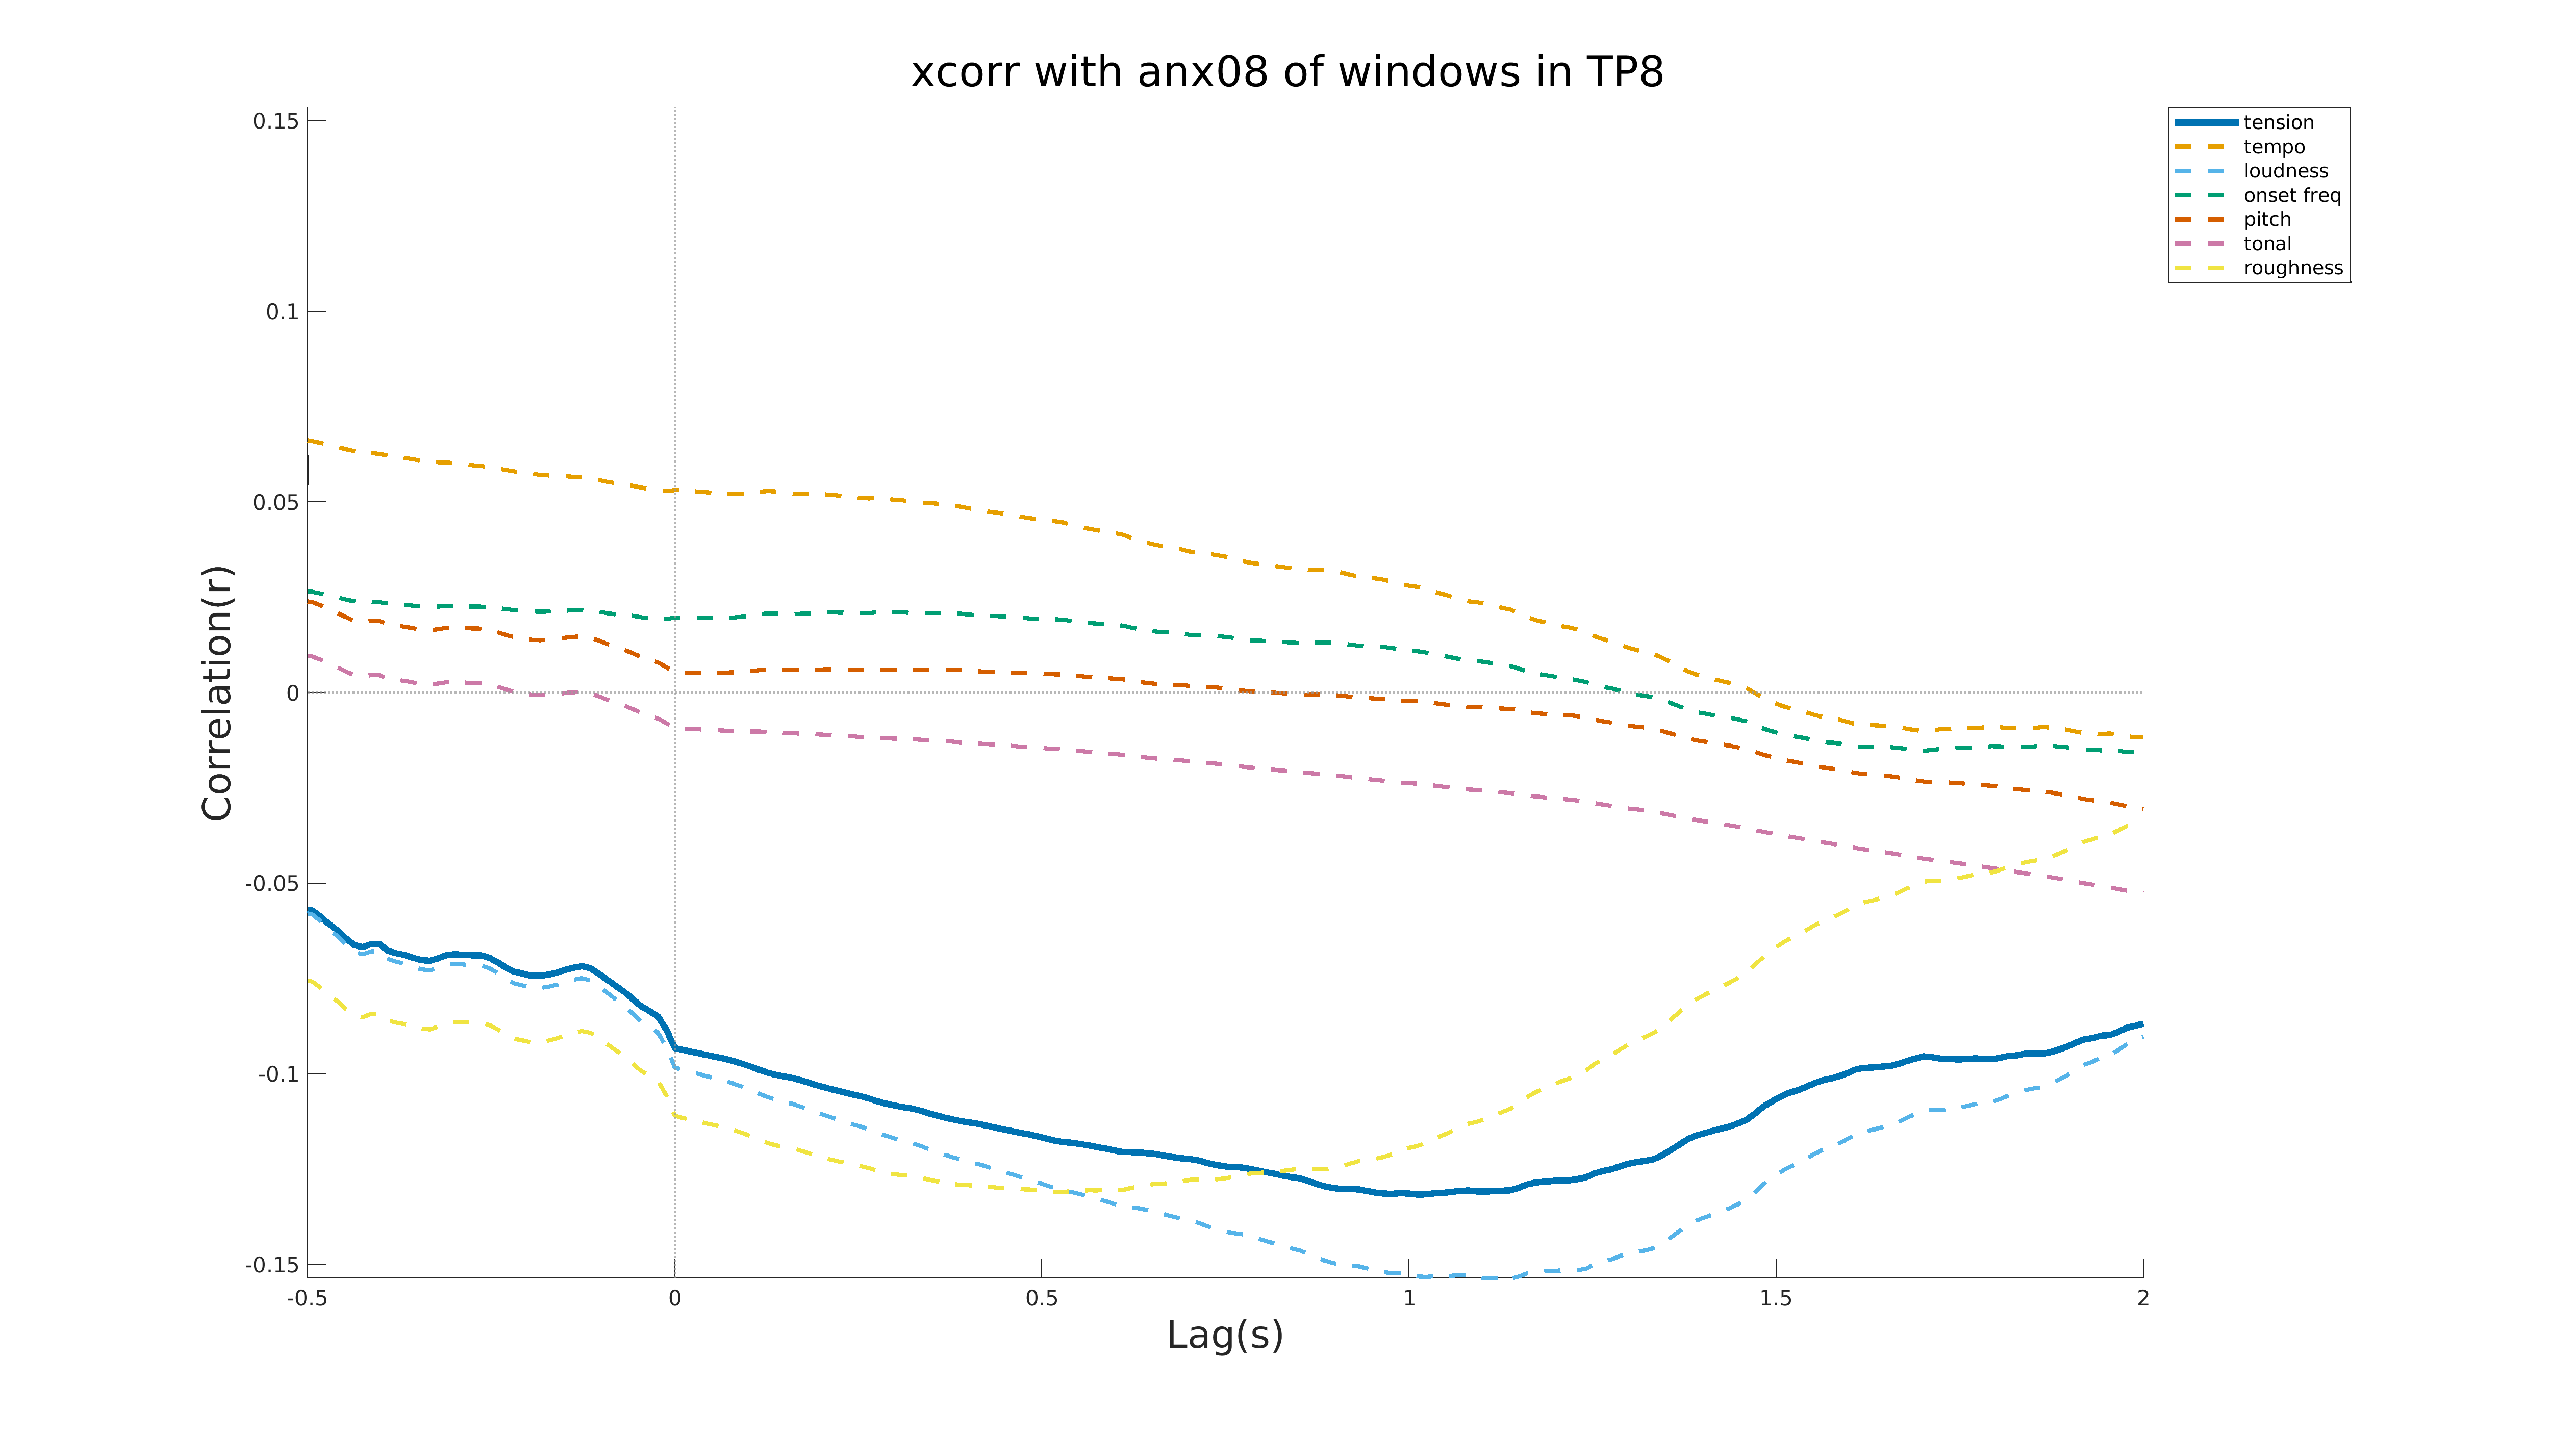 xcorr with anx08 of windows in TP8
tension
tempo
loudness
onset freq
pitch
tonal
roughness
Correlation(r)
0.15
0.1
0.05
0
-0.05
-0.1
-0.15
-0.5
0
0.5
1
1.5
2
Lag(s)